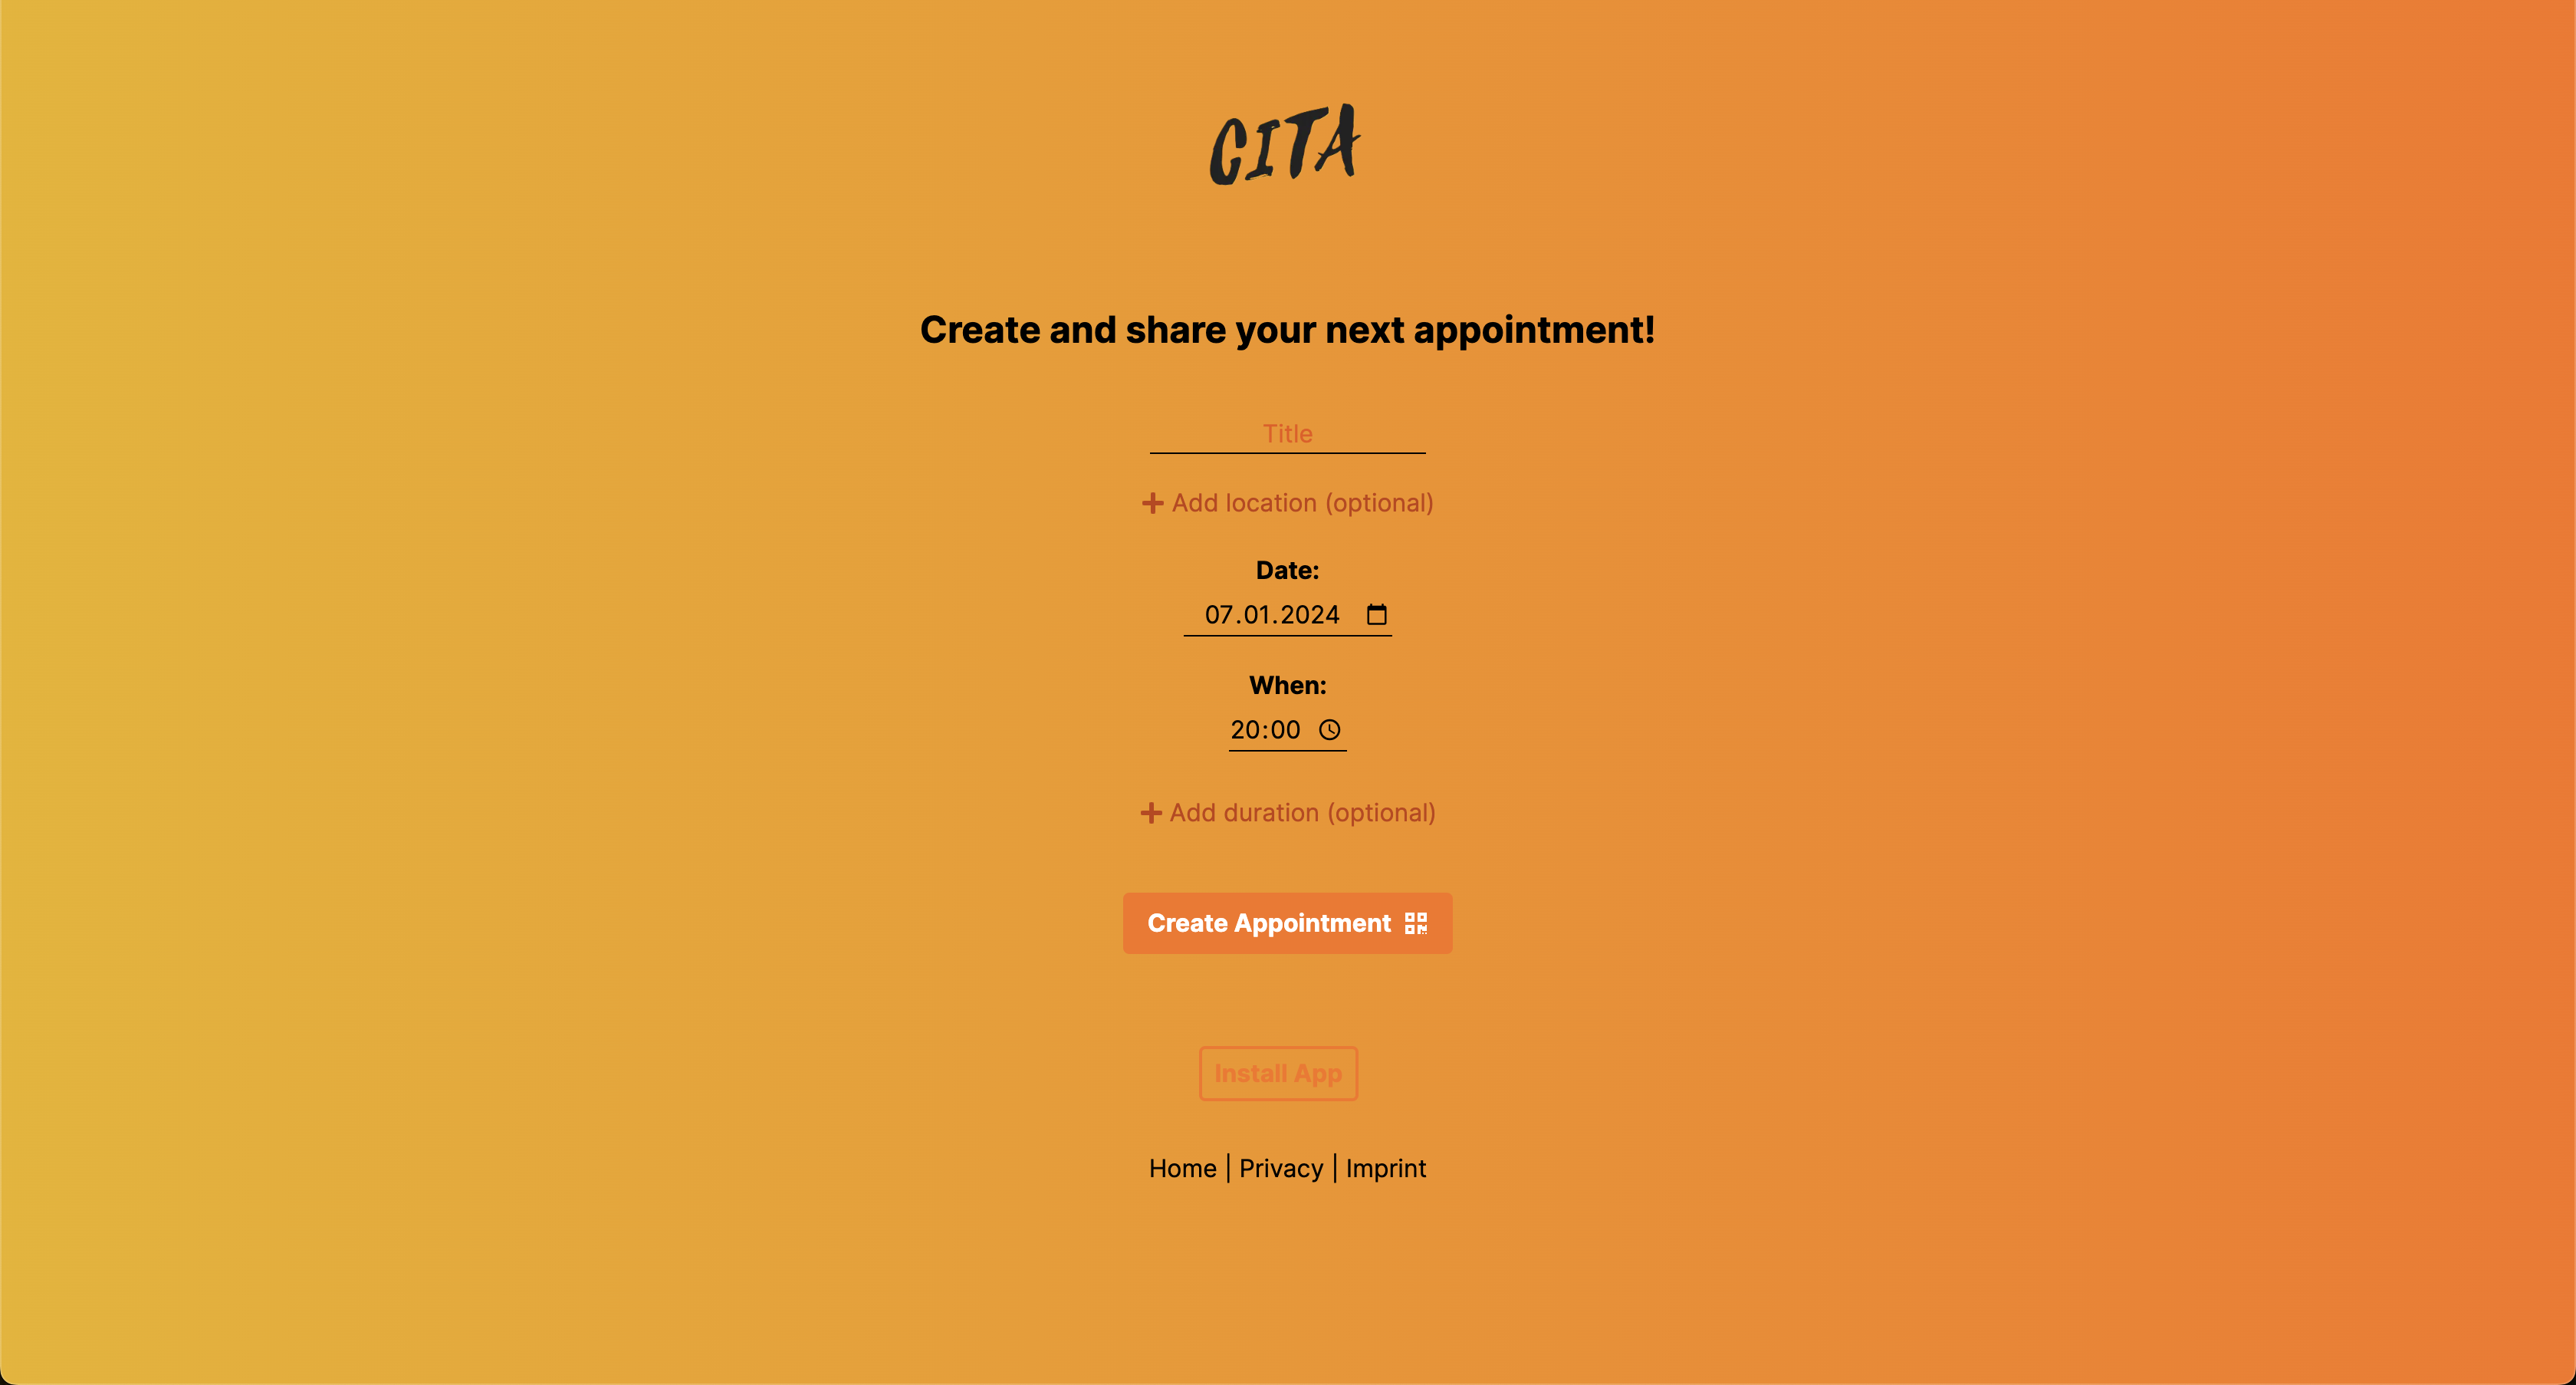 CITA
Create and share your next appointment!
Title
Add location (optional)
Date:
07.01.2024
When:
20:00
Add duration (optional)
Create Appointment
Install App
Home | Privacy | Imprint